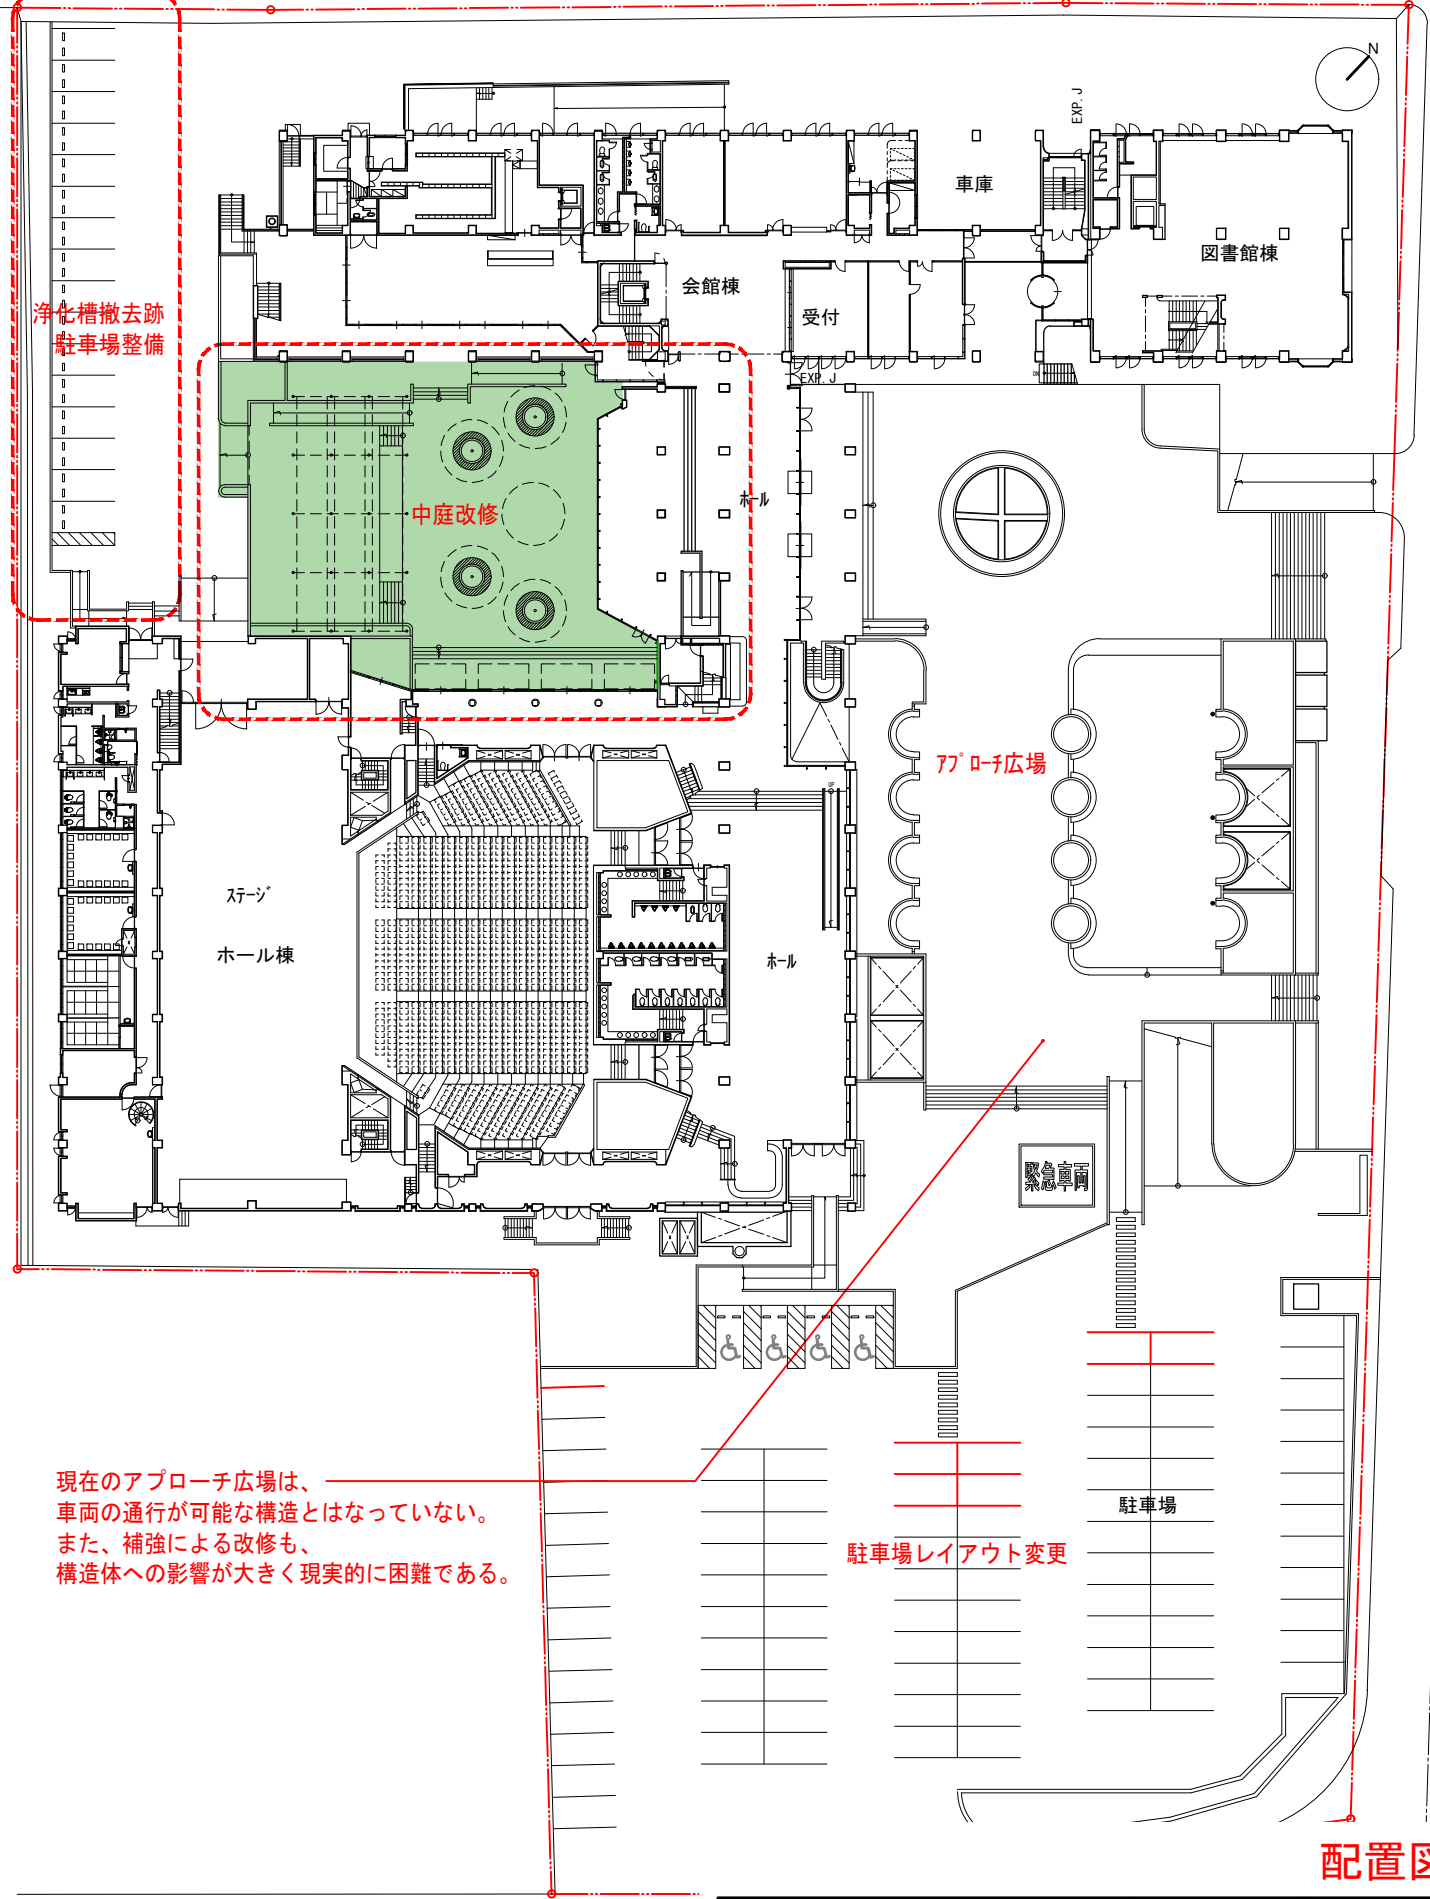 N
EXP. J
車庫
図書館棟
会館棟
受付
浄化槽撤去跡
駐車場整備
EXP. J
DN
ホール
中庭改修
アプローチ広場
UP
ステージ
ホール棟
ホール
緊急車両
現在のアプローチ広場は、
車両の通行が可能な構造とはなっていない。
また、補強による改修も、
構造体への影響が大きく現実的に困難である。
駐車場
駐車場レイアウト変更
配置図